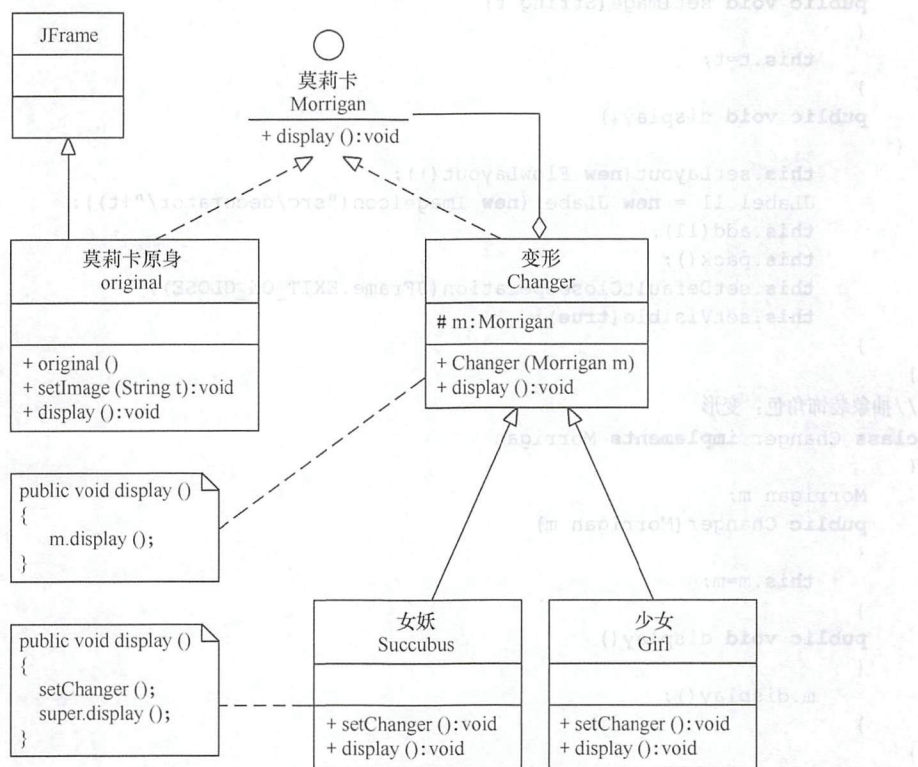 JFrame
莫莉卡
Morrigan
+ display ():void
莫莉卡原身
original
+ original ()
+ setImage (String t):void
+ display ():void
变形
Changer
# m:Morrigan
+ Changer (Morrigan m)
+ display ():void
public void display ()
{
m.display ();
}
女妖
Succubus
+ setChanger ():void
+ display ():void
少女
Girl
+ setChanger ():void
+ display ():void
public void display ()
{
setChanger ();
super.display ();
}